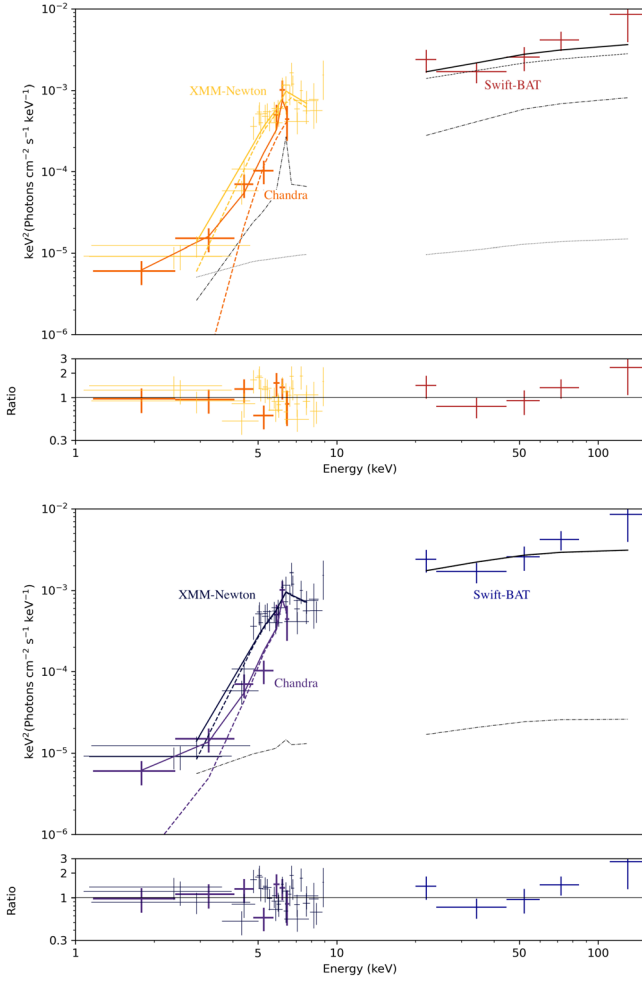 10⁻²
10⁻³
10⁻⁴
10⁻⁵
10⁻⁶
keV²(Photons cm⁻² s⁻¹ keV⁻¹)
XMM-Newton
Swift-BAT
Chandra
3
2
1
0.3
Ratio
1 5 10 50 100
Energy (keV)
10⁻²
10⁻³
10⁻⁴
10⁻⁵
10⁻⁶
keV²(Photons cm⁻² s⁻¹ keV⁻¹)
XMM-Newton
Swift-BAT
Chandra
3
2
1
0.3
Ratio
1 5 10 50 100
Energy (keV)